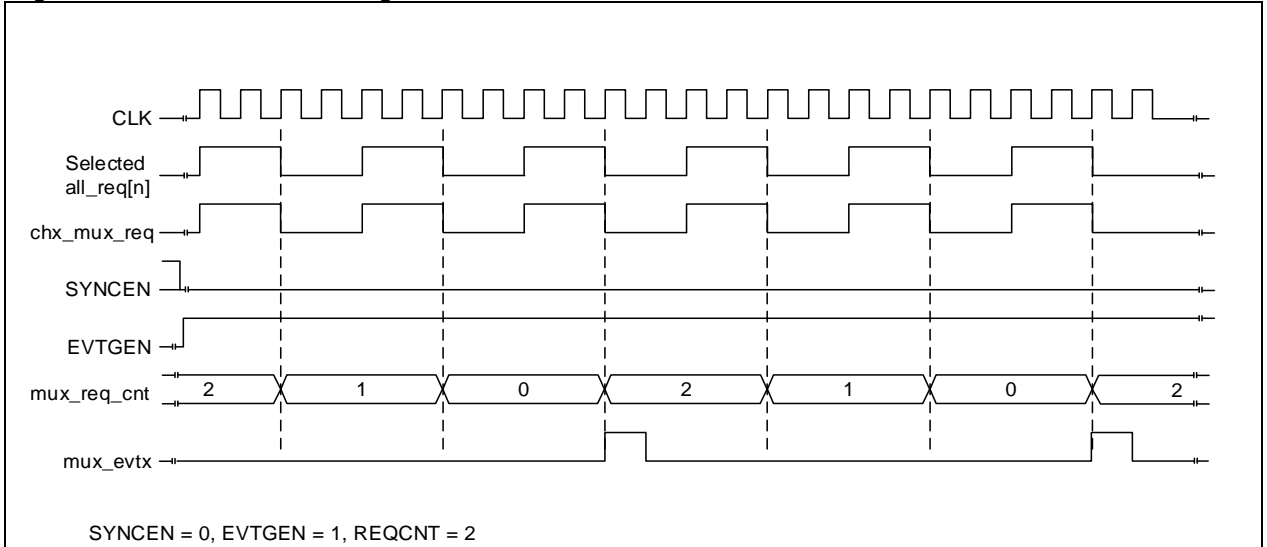 CLK
Selected
all_req[n]
chx_mux_req
SYNCEN
EVTGEN
mux_req_cnt 2 1 0 2 1 0 2
mux_evtx
SYNCEN = 0, EVTGEN = 1, REQCNT = 2